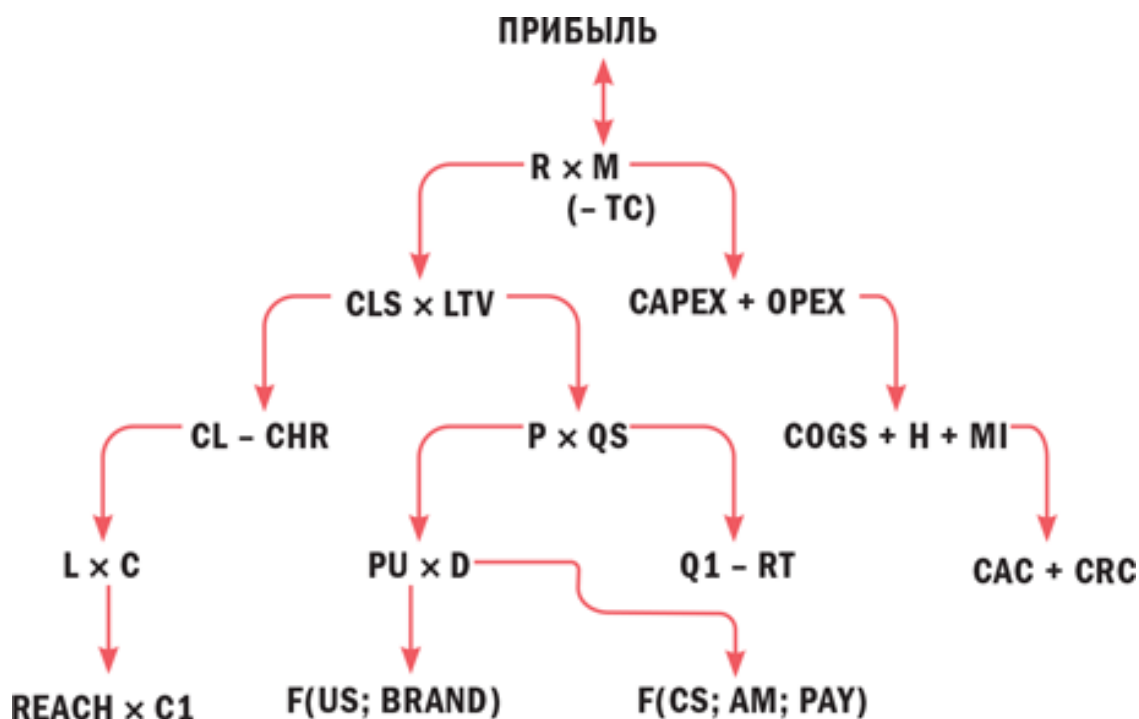 ПРИБЫЛЬ
R × M
(– TC)
CLS × LTV
CAPEX + OPEX
CL – CHR
P × QS
COGS + H + MI
L × C
PU × D
Q1 – RT
CAC + CRC
REACH × C1
F(US; BRAND)
F(CS; AM; PAY)